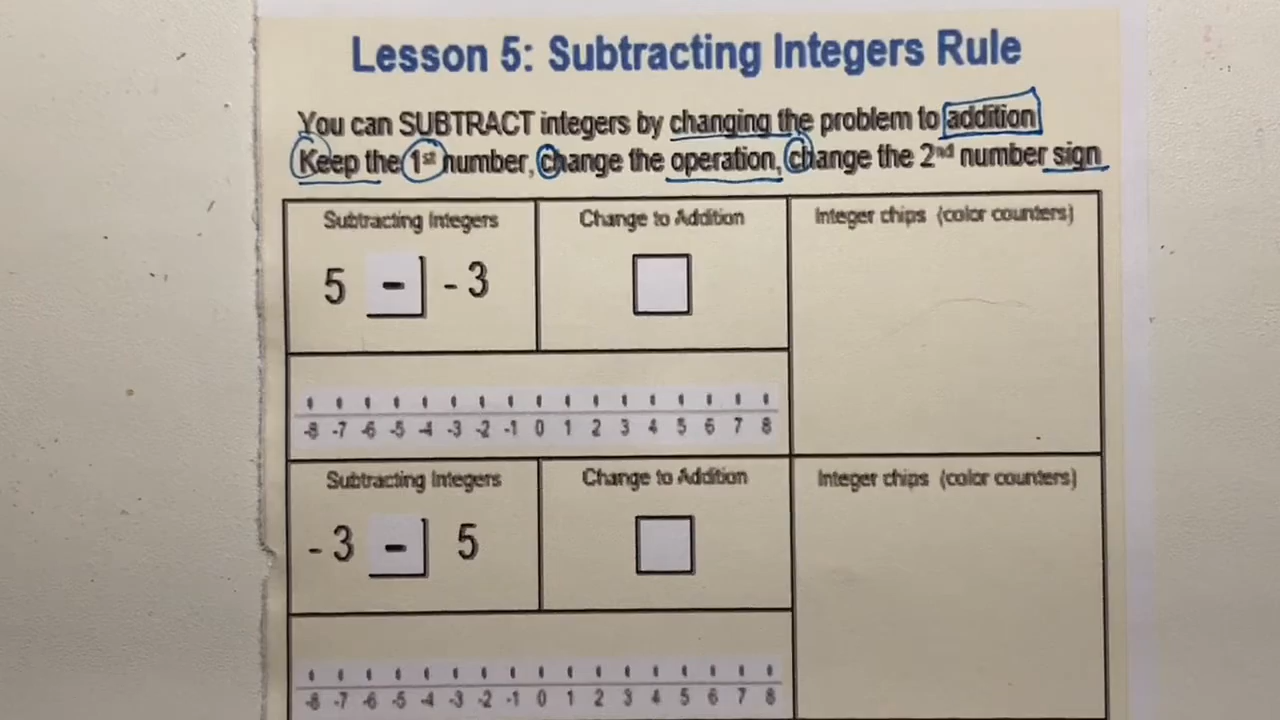 Lesson 5: Subtracting Integers Rule
You can SUBTRACT integers by changing the problem to addition
Keep the 1st number, change the operation, change the 2nd number sign
Subtracting Integers
Change to Addition
Integer chips (color counters)
5 - -3
-8 -7 -6 -5 -4 -3 -2 -1 0 1 2 3 4 5 6 7 8
Subtracting Integers
Change to Addition
Integer chips (color counters)
-3 - 5
-8 -7 -6 -5 -4 -3 -2 -1 0 1 2 3 4 5 6 7 8